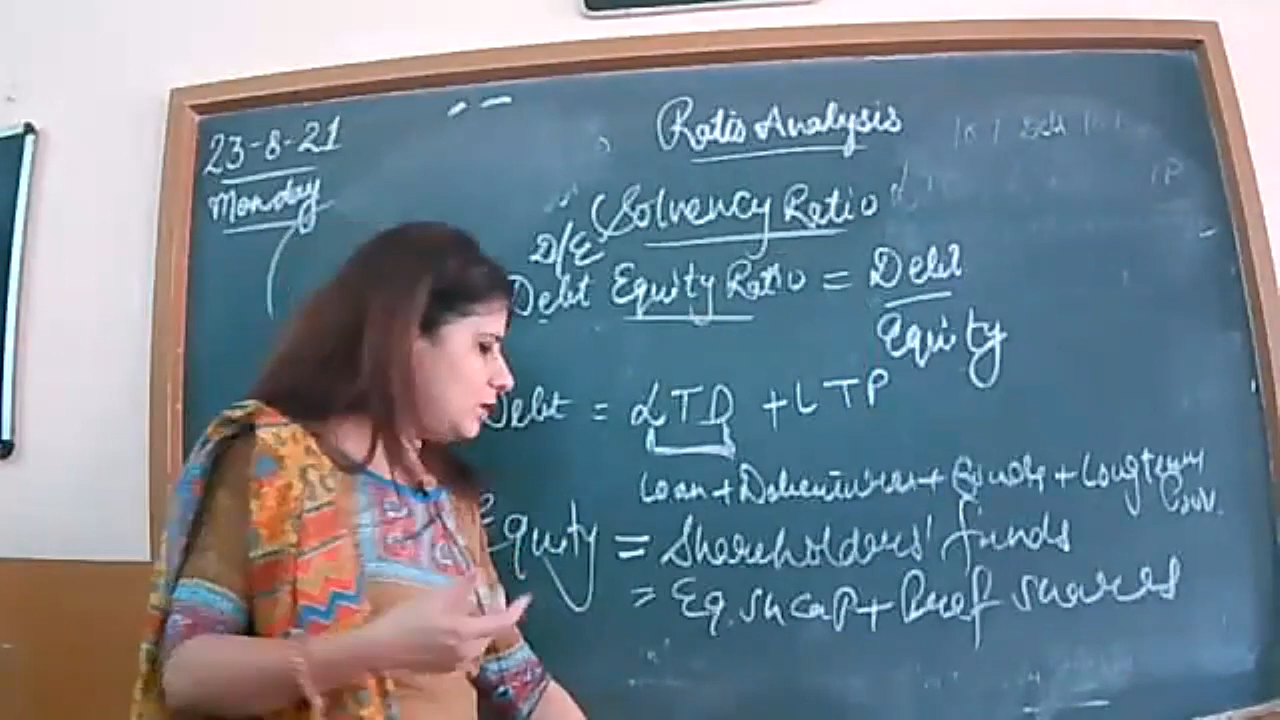 23-8-21
Monday
Ratio Analysis
Solvency Ratio
D/E
Debt Equity Ratio = Debt
Equity
Debt = LTD + LTP
Loan + Debentures + Bonds + Long term
Equity = Shareholders' funds
= Eq. sh cap + Pref shares